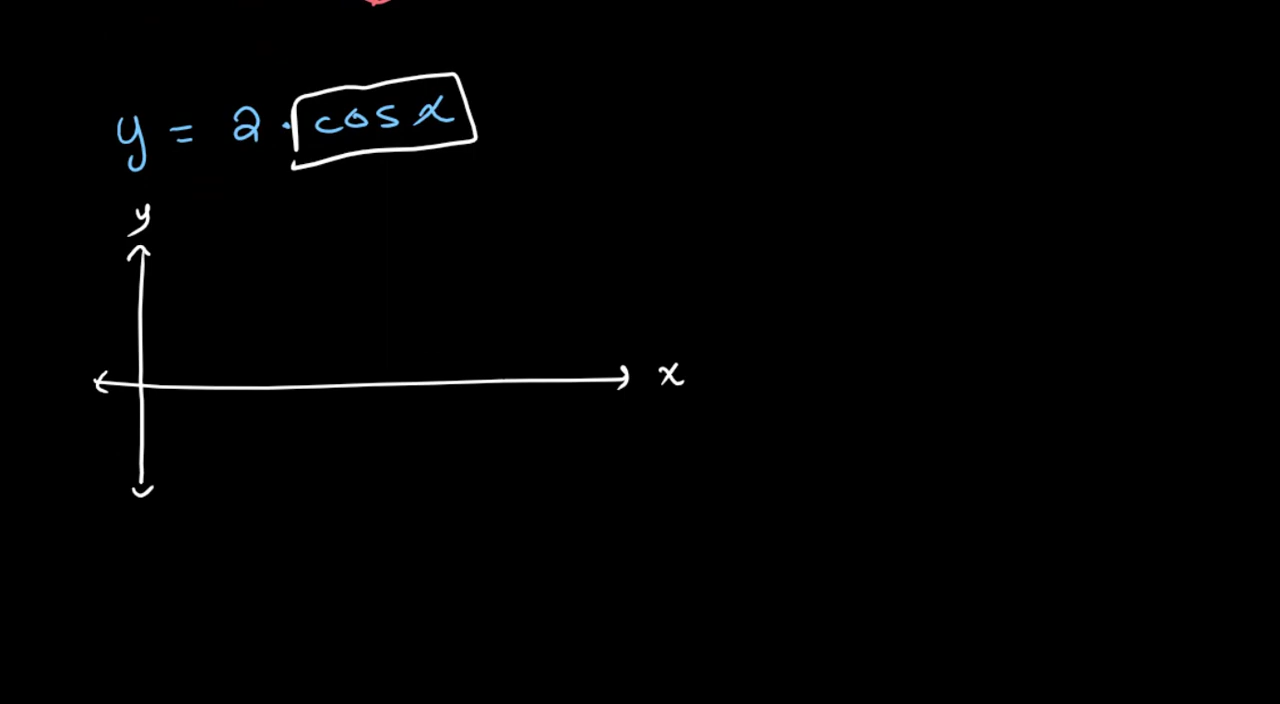 y = 2 · cos x
y
x